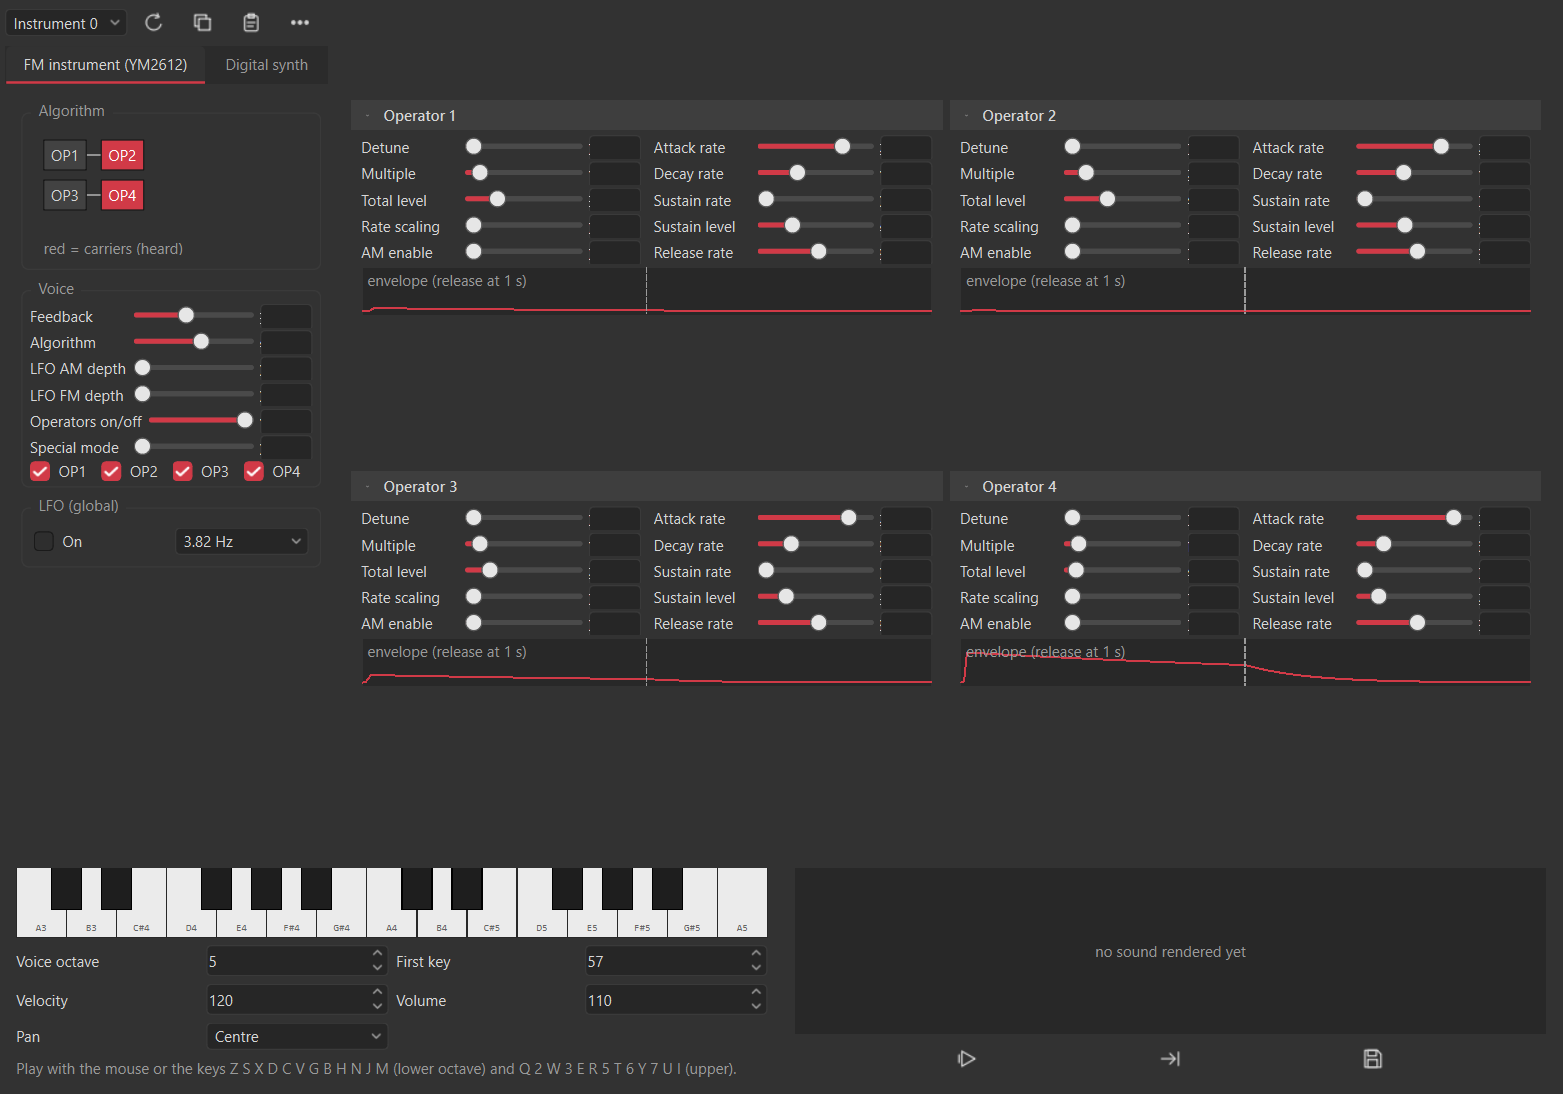 Instrument 0
FM instrument (YM2612)
Digital synth
Algorithm
OP1
OP2
OP3
OP4
red = carriers (heard)
Voice
Feedback
Algorithm
LFO AM depth
LFO FM depth
Operators on/off
Special mode
OP1 OP2 OP3 OP4
LFO (global)
On
3.82 Hz
Operator 1
Detune
Multiple
Total level
Rate scaling
AM enable
Attack rate
Decay rate
Sustain rate
Sustain level
Release rate
envelope (release at 1 s)
Operator 2
Detune
Multiple
Total level
Rate scaling
AM enable
Attack rate
Decay rate
Sustain rate
Sustain level
Release rate
envelope (release at 1 s)
Operator 3
Detune
Multiple
Total level
Rate scaling
AM enable
Attack rate
Decay rate
Sustain rate
Sustain level
Release rate
envelope (release at 1 s)
Operator 4
Detune
Multiple
Total level
Rate scaling
AM enable
Attack rate
Decay rate
Sustain rate
Sustain level
Release rate
envelope (release at 1 s)
A3 B3 C#4 D4 E4 F#4 G#4 A4 B4 C#5 D5 E5 F#5 G#5 A5
Voice octave 5 First key 57
Velocity 120 Volume 110
Pan Centre
Play with the mouse or the keys Z S X D C V G B H N J M (lower octave) and Q 2 W 3 E R 5 T 6 Y 7 U I (upper).
no sound rendered yet